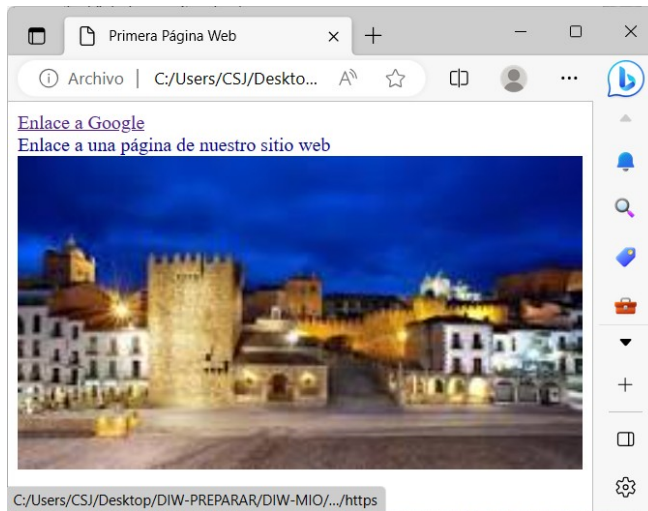 Primera Página Web
Archivo
C:/Users/CSJ/Deskto...
Enlace a Google
Enlace a una página de nuestro sitio web
C:/Users/CSJ/Desktop/DIW-PREPARAR/DIW-MIO/.../https